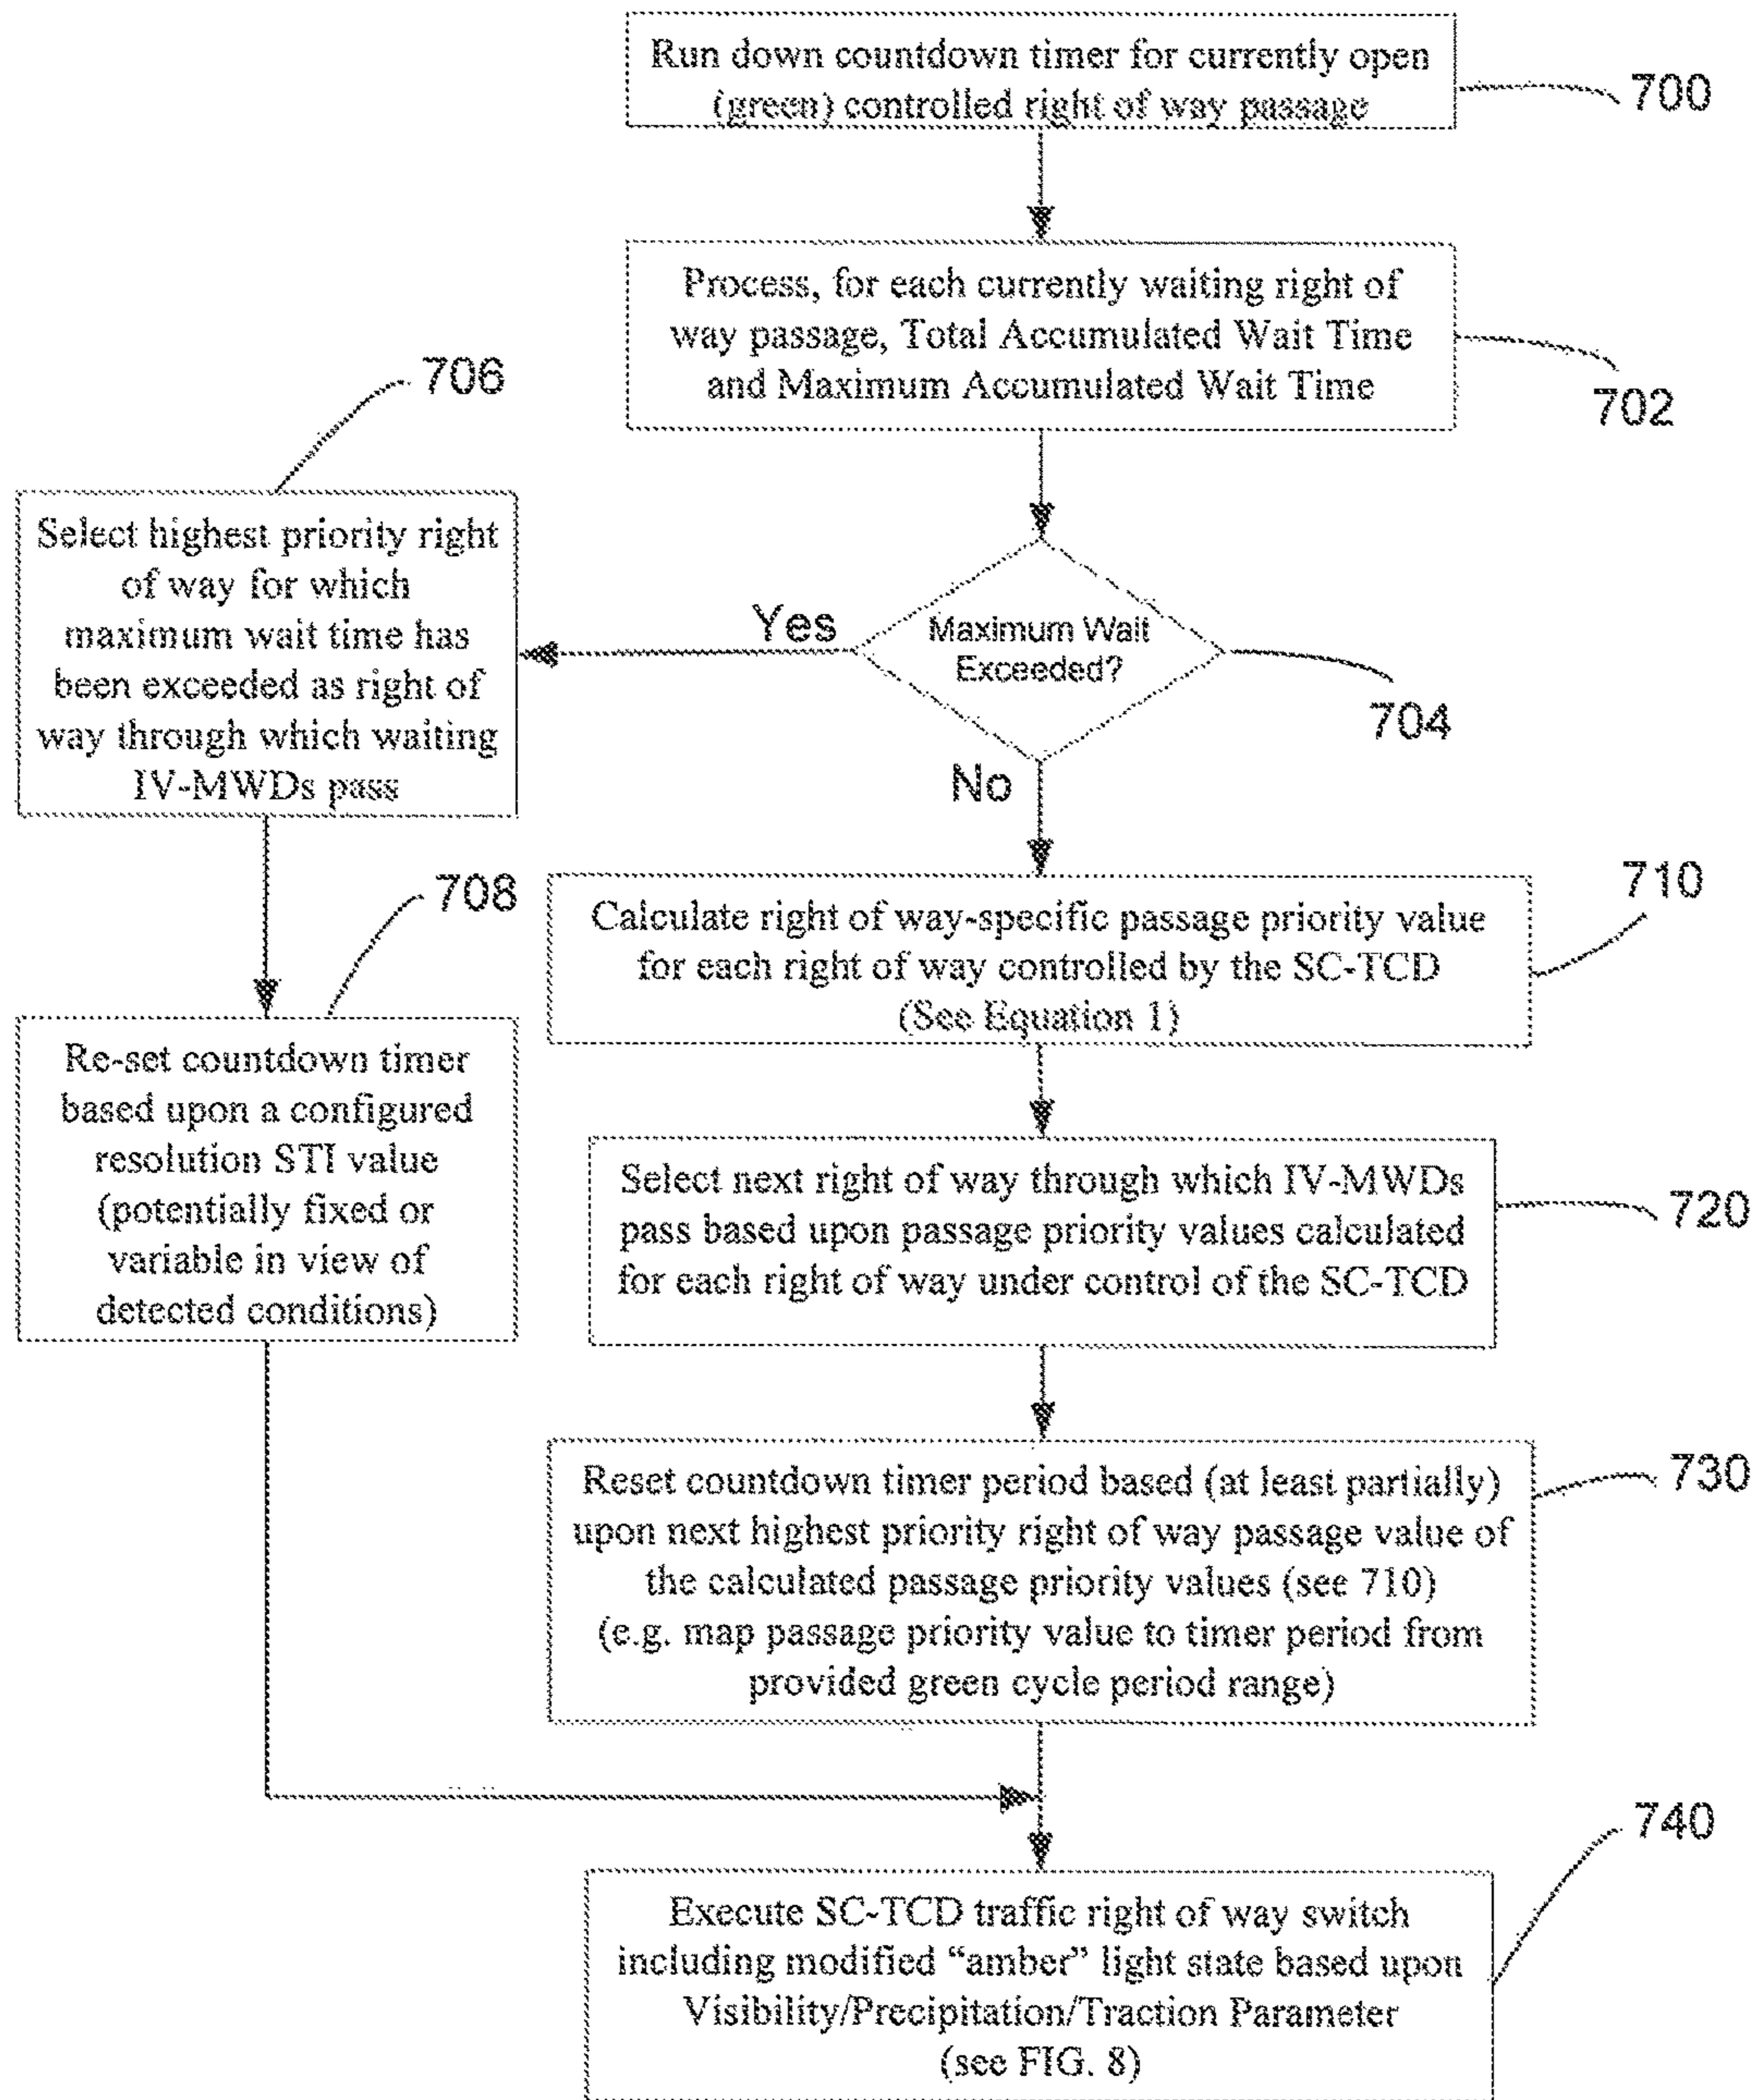 Run down countdown timer for currently open
(green) controlled right of way passage
700
Process, for each currently waiting right of
way passage, Total Accumulated Wait Time
and Maximum Accumulated Wait Time
702
706
Select highest priority right
of way for which
maximum wait time has
been exceeded as right of
way through which waiting
IV-MWDs pass
Yes
Maximum Wait
Exceeded?
704
No
708
Re-set countdown timer
based upon a configured
resolution STI value
(potentially fixed or
variable in view of
detected conditions)
710
Calculate right of way-specific passage priority value
for each right of way controlled by the SC-TCD
(See Equation 1)
Select next right of way through which IV-MWDs
pass based upon passage priority values calculated
for each right of way under control of the SC-TCD
720
Reset countdown timer period based (at least partially)
upon next highest priority right of way passage value of
the calculated passage priority values (see 710)
(e.g. map passage priority value to timer period from
provided green cycle period range)
730
740
Execute SC-TCD traffic right of way switch
including modified “amber” light state based upon
Visibility/Precipitation/Traction Parameter
(see FIG. 8)